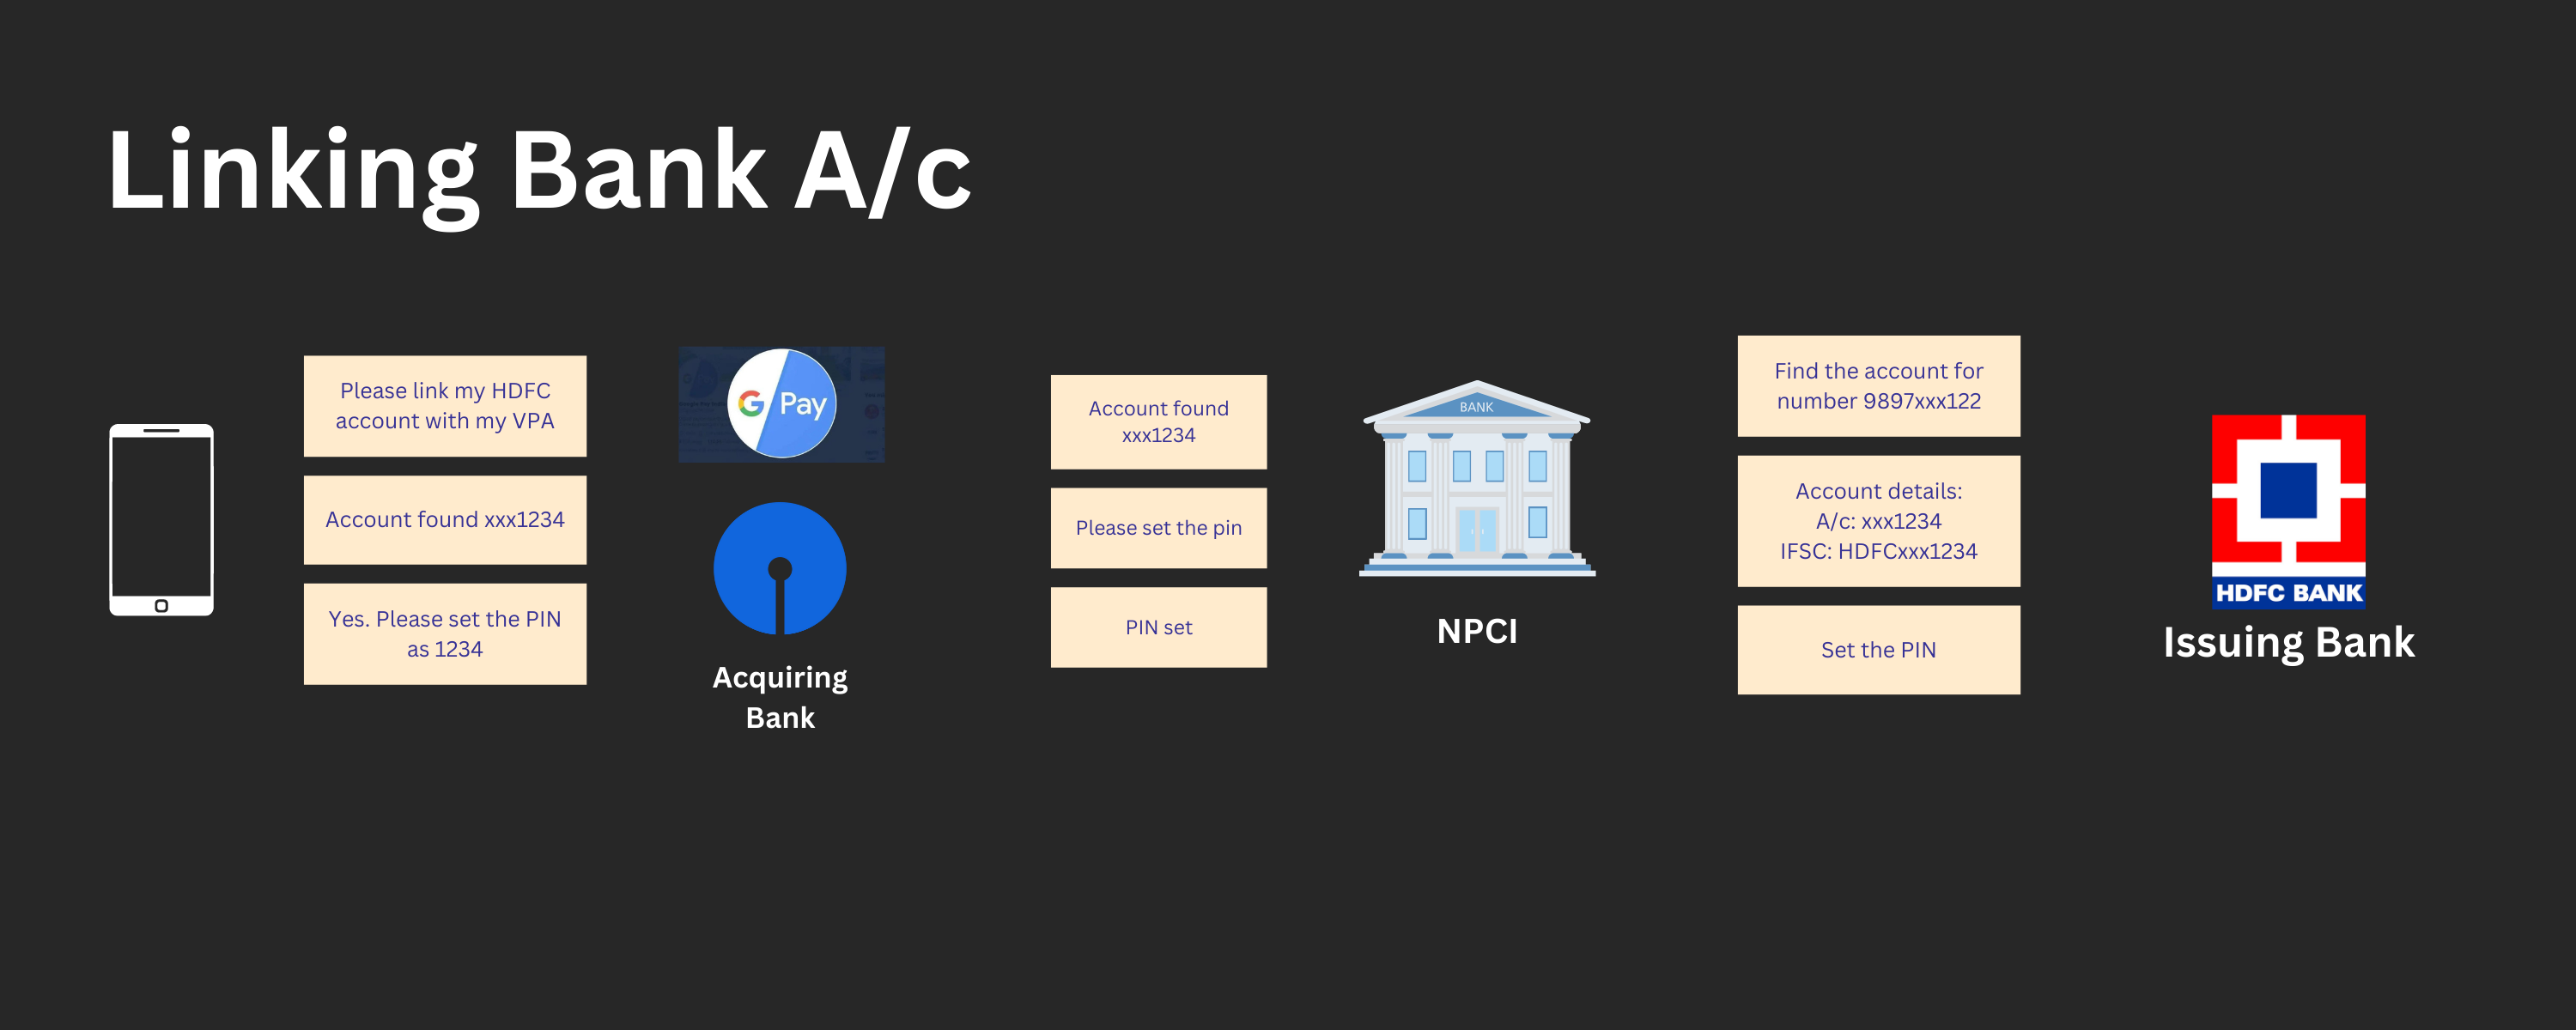 Linking Bank A/c
Please link my HDFC
account with my VPA
Account found xxx1234
Yes. Please set the PIN
as 1234
G Pay
Acquiring
Bank
Account found
xxx1234
Please set the pin
PIN set
BANK
NPCI
Find the account for
number 9897xxx122
Account details:
A/c: xxx1234
IFSC: HDFCxxx1234
Set the PIN
HDFC BANK
Issuing Bank